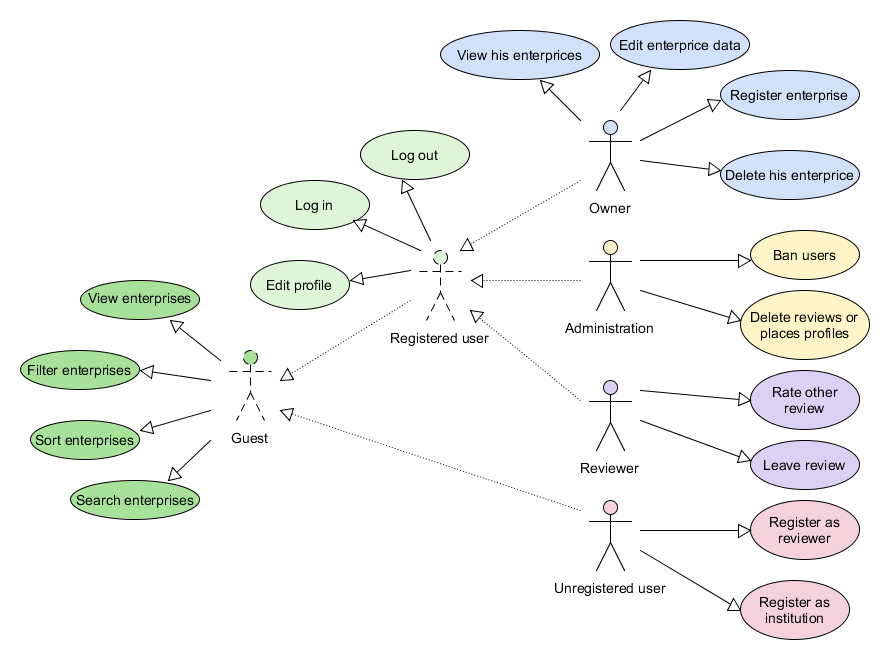 Edit enterprice data
View his enterprices
Register enterprise
Log out
Delete his enterprice
Log in
Owner
Ban users
Edit profile
View enterprises
Delete reviews or
places profiles
Administration
Registered user
Filter enterprises
Rate other
review
Guest
Sort enterprises
Leave review
Reviewer
Search enterprises
Register as
reviewer
Unregistered user
Register as
institution